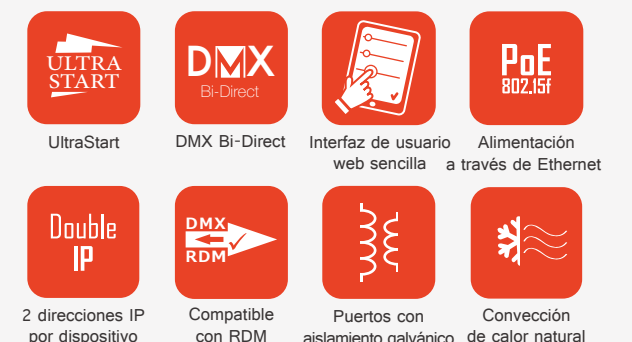 ULTRA
START
DMX
Bi-Direct
PoE
802.15f
UltraStart
DMX Bi-Direct
Interfaz de usuario
web sencilla
Alimentación
a través de Ethernet
Double
IP
DMX
RDM
2 direcciones IP
por dispositivo
Compatible
con RDM
Puertos con
aislamiento galvánico
Convección
de calor natural